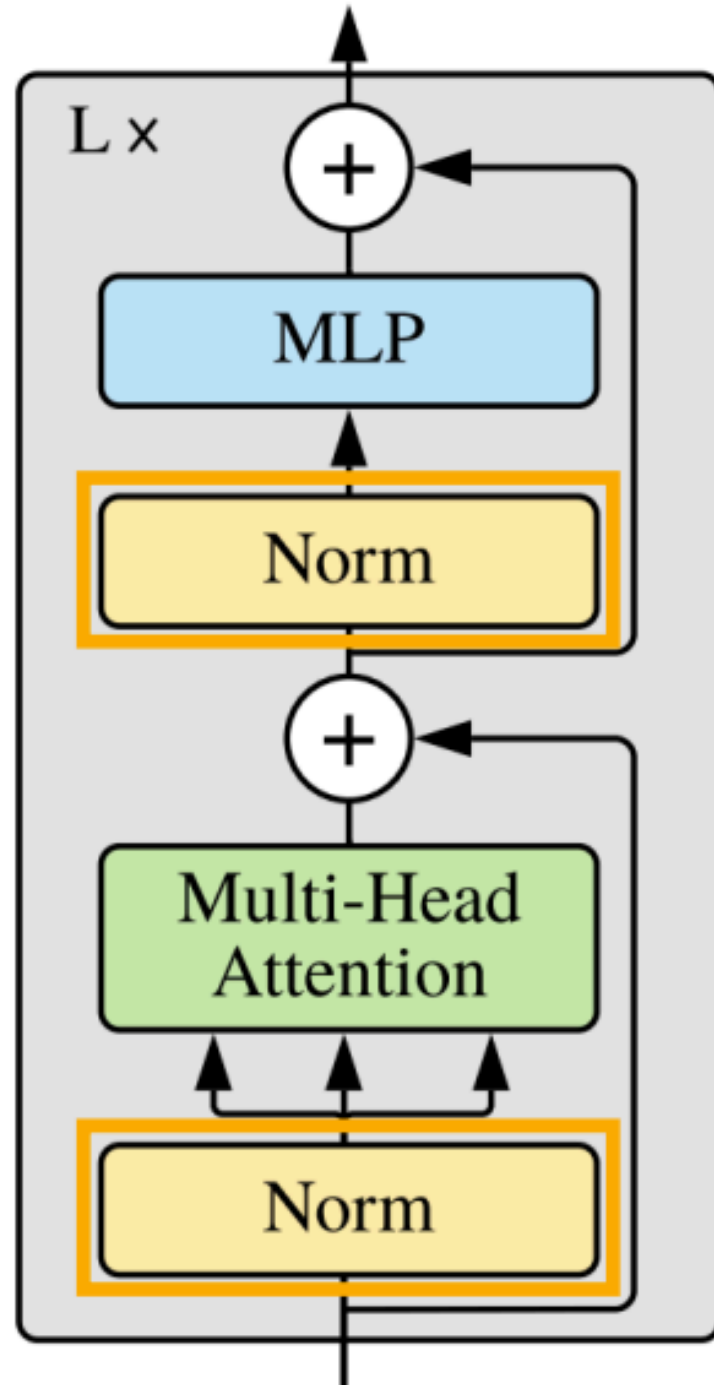 L ×
+
MLP
Norm
+
Multi-Head
Attention
Norm